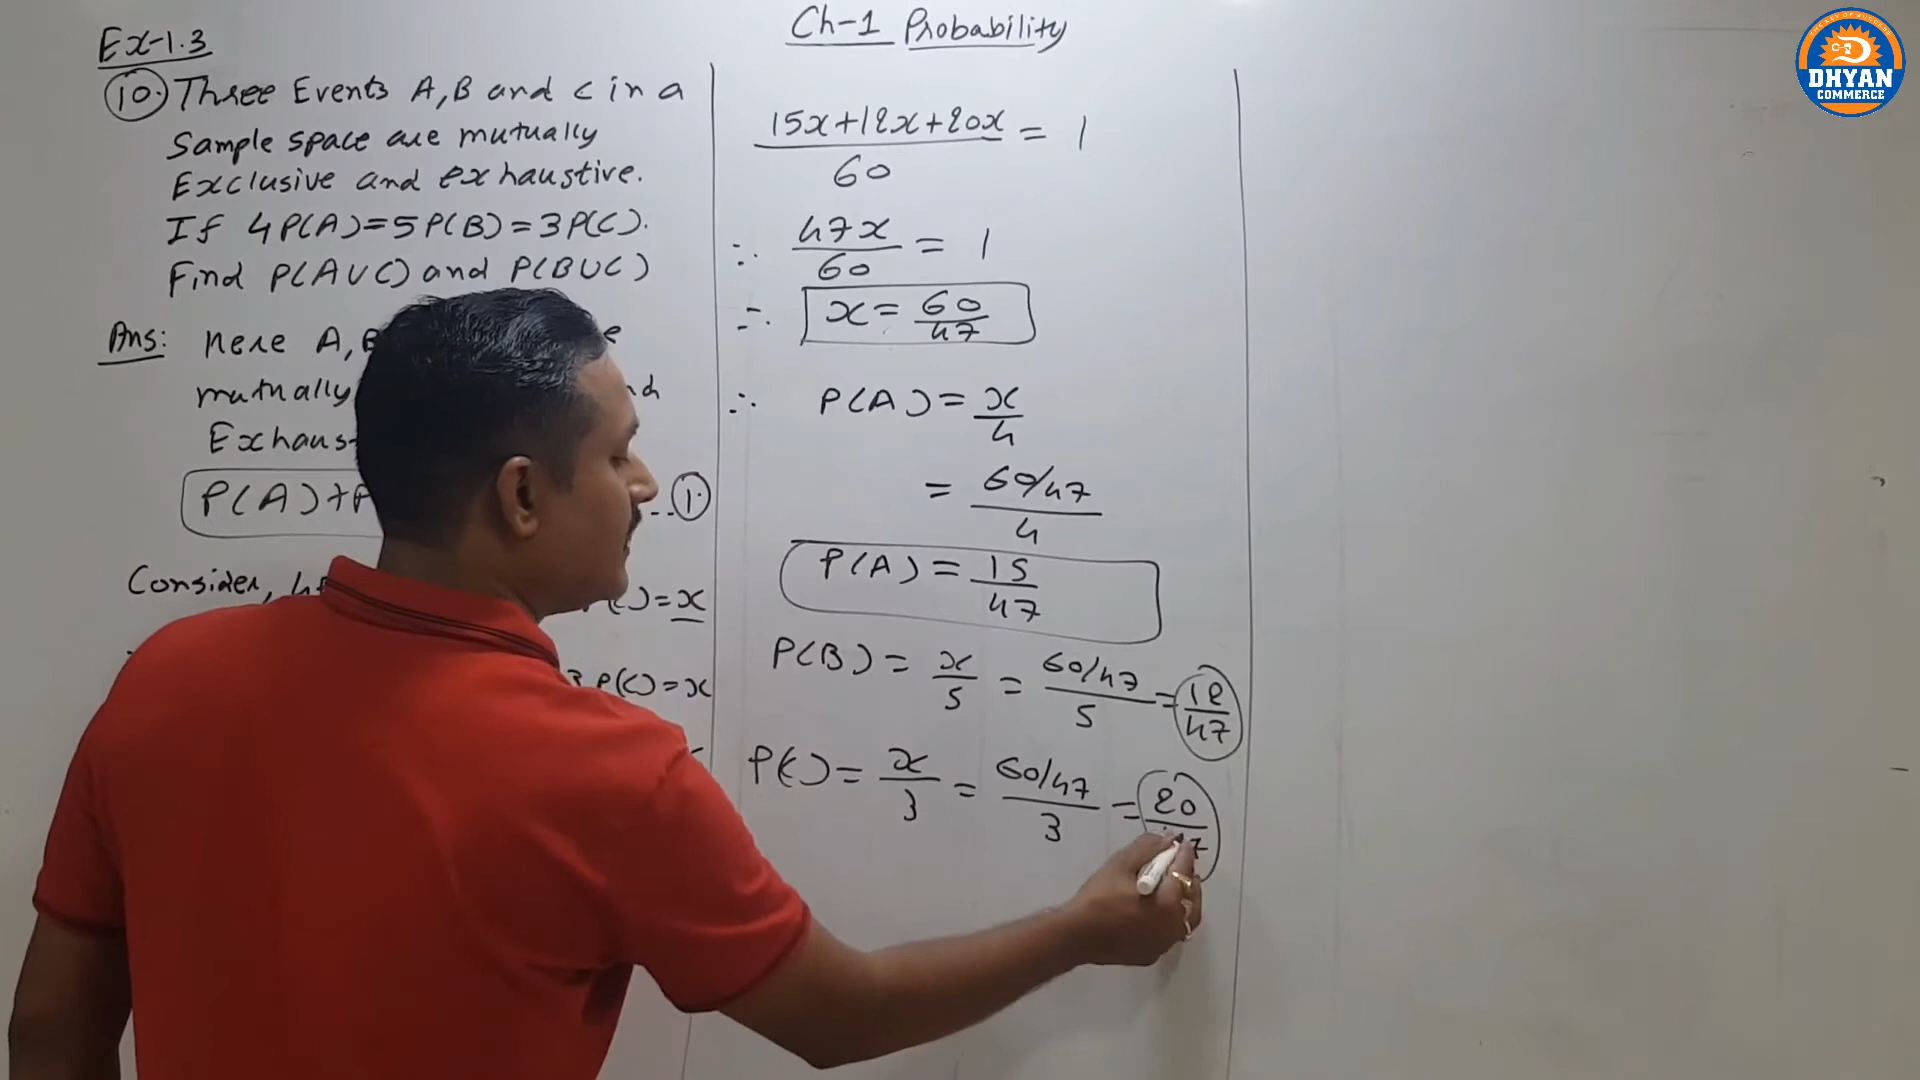 Ch-1 Probability
Ex-1.3
10. Three Events A, B and C in a
Sample space are mutually
Exclusive and exhaustive.
If 4P(A)=5P(B)=3P(C).
Find P(A∪C) and P(B∪C)
Ans: Here A,
mutually
Exhaus
P(A)+P ... 1.
Consider, )=x
P(C)=x
15x+12x+20x / 60 = 1
∴ 47x/60 = 1
∴ x = 60/47
∴ P(A) = x/4
= 60/47 / 4
P(A) = 15/47
P(B) = x/5 = 60/47 / 5 = 12/47
P(C) = x/3 = 60/47 / 3 = 20/47
DHYAN
COMMERCE